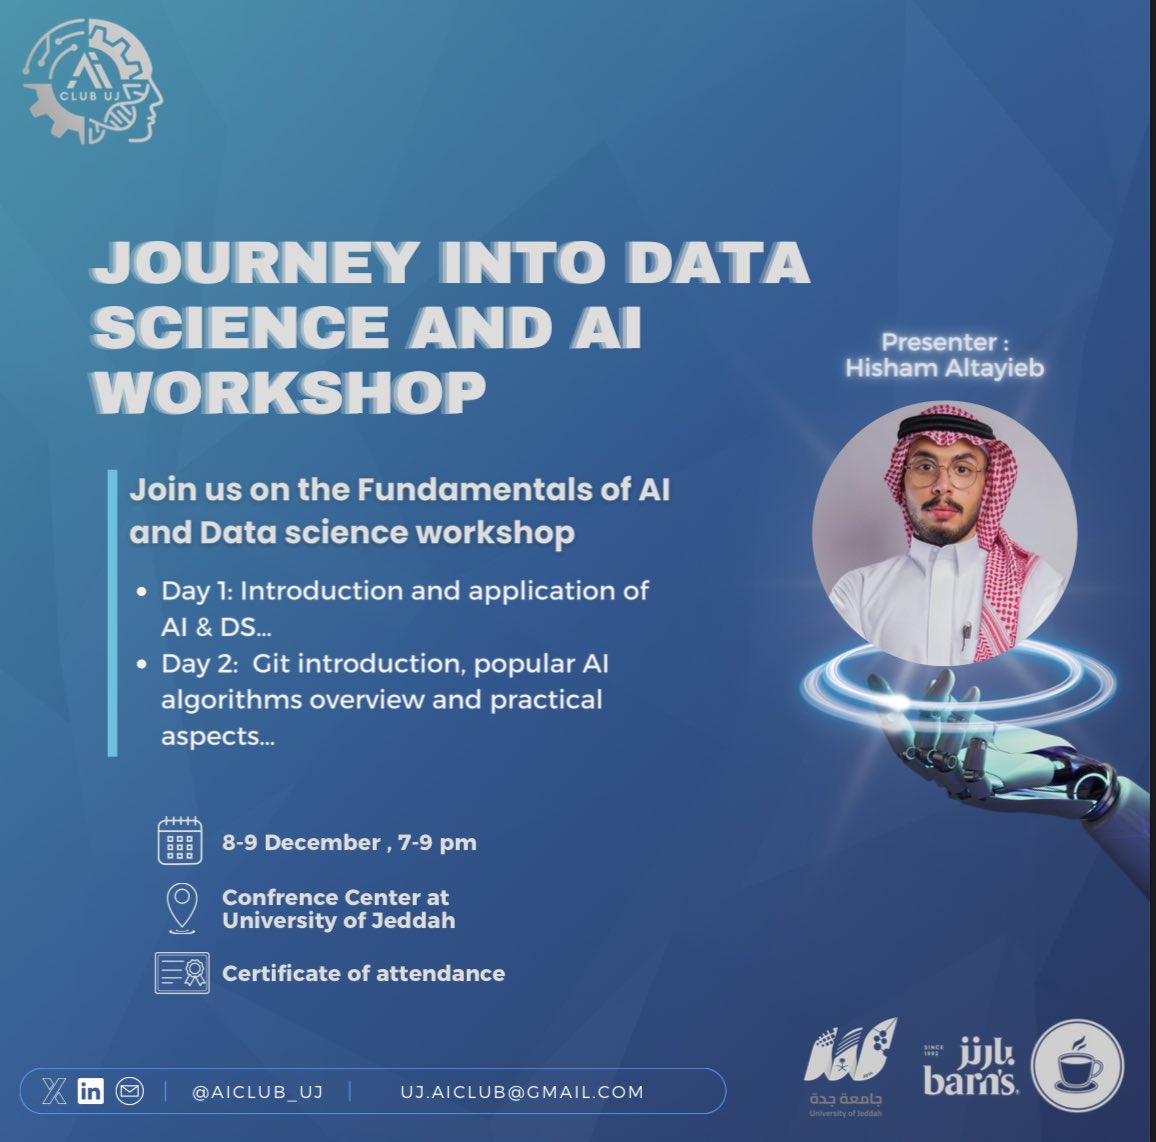 Ai
CLUB UJ
JOURNEY INTO DATA
SCIENCE AND AI
WORKSHOP
Presenter :
Hisham Altayieb
Join us on the Fundamentals of AI
and Data science workshop
• Day 1: Introduction and application of
AI & DS...
• Day 2: Git introduction, popular AI
algorithms overview and practical
aspects...
8-9 December , 7-9 pm
Confrence Center at
University of Jeddah
Certificate of attendance
X in | @AICLUB_UJ | UJ.AICLUB@GMAIL.COM
جامعة جدة
University of Jeddah
SINCE
1992
بارنز
barn's